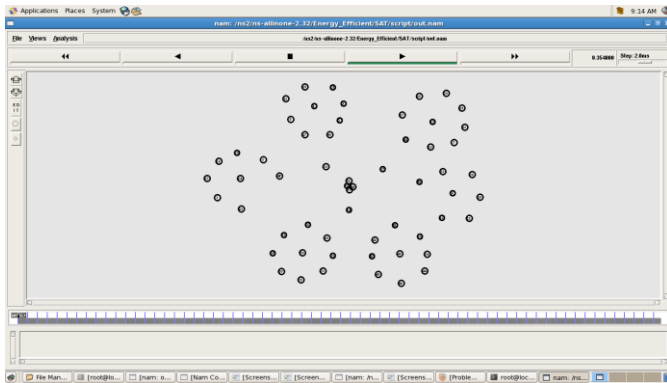 Applications Places System 9:14 AM
nam: /ns2/ns-allinone-2.32/Energy_Efficient/SAT/script/out.nam
File Views Analysis /ns2/ns-allinone-2.32/Energy_Efficient/SAT/script/out.nam
0.354000 Step: 2.0ms
File Man... [root@lo... [nam: o... [Nam Co... [Screens... [Screen... [nam: /n... [Screens... [Proble... root@loc... nam: /ns...